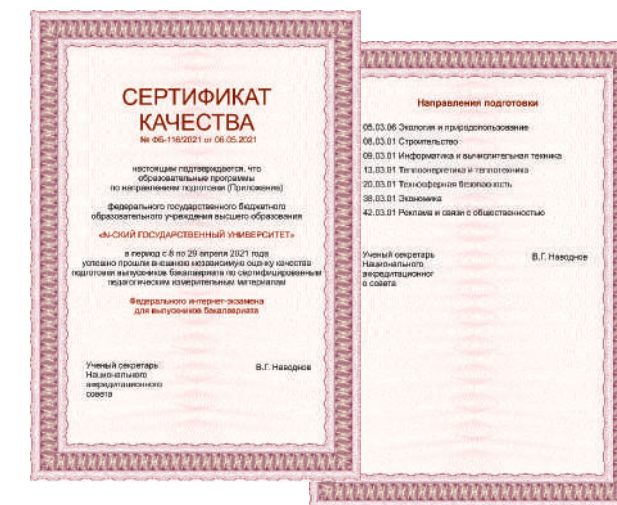 СЕРТИФИКАТ
КАЧЕСТВА
№ ФБ-116/2021 от 06.05.2021
настоящим подтверждается, что
образовательные программы
по направлениям подготовки (Приложение)
федерального государственного бюджетного
образовательного учреждения высшего образования
«N-СКИЙ ГОСУДАРСТВЕННЫЙ УНИВЕРСИТЕТ»
в период с 8 по 29 апреля 2021 года
успешно прошли внешнюю независимую оценку качества
подготовки выпускников бакалавриата по сертифицированным
педагогическим измерительным материалам
Федерального интернет-экзамена
для выпускников бакалавриата
Ученый секретарь
Национального
аккредитационного
совета
В.Г. Наводнов
Направления подготовки
05.03.06 Экология и природопользование
08.03.01 Строительство
09.03.01 Информатика и вычислительная техника
13.03.01 Теплоэнергетика и теплотехника
20.03.01 Техносферная безопасность
38.03.01 Экономика
42.03.01 Реклама и связи с общественностью
Ученый секретарь
Национального
аккредитационног
о совета
В.Г. Наводнов